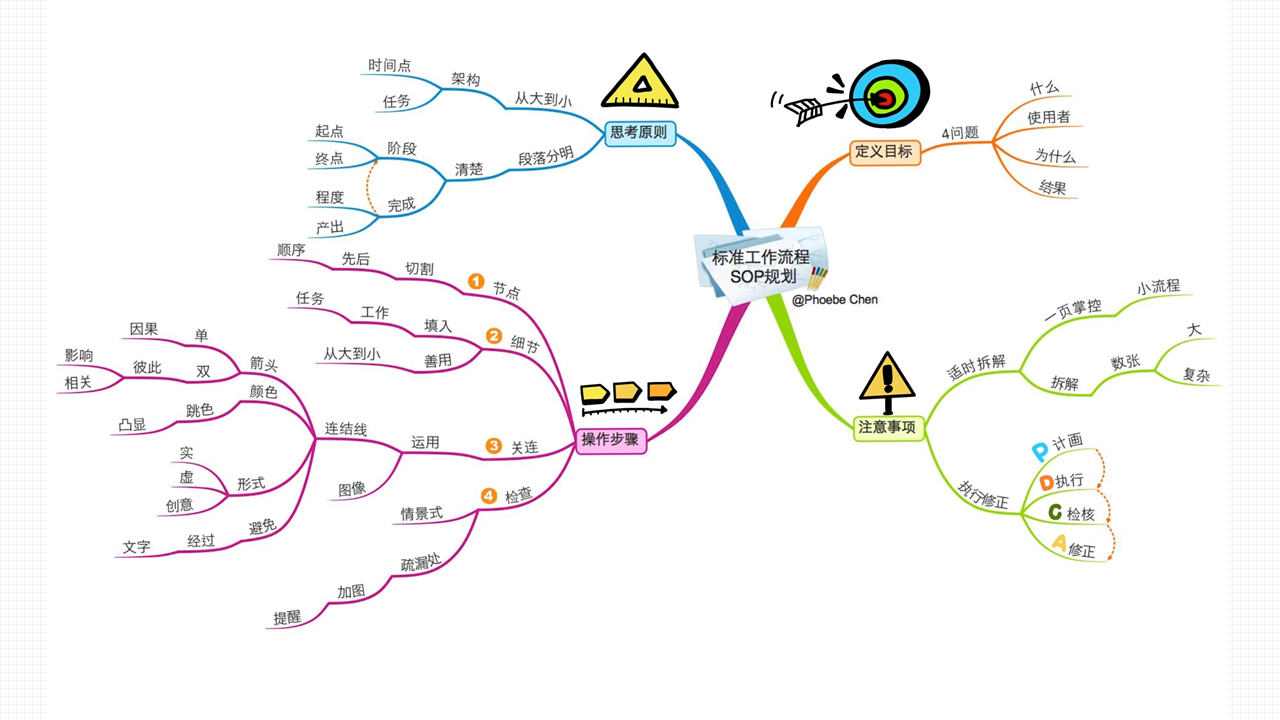 标准工作流程
SOP规划
@Phoebe Chen
定义目标
4问题
什么
使用者
为什么
结果
注意事项
适时拆解
一页掌控
小流程
拆解
数张
大
复杂
执行修正
P 计画
D 执行
C 检核
A 修正
思考原则
从大到小
架构
时间点
任务
段落分明
清楚
阶段
起点
终点
完成
程度
产出
操作步骤
1 节点
切割
先后
顺序
2 细节
填入
工作
任务
善用
从大到小
3 关连
运用
连结线
箭头
单
因果
双
彼此
影响
相关
颜色
跳色
凸显
形式
实
虚
创意
避免
经过
文字
图像
4 检查
情景式
疏漏处
加图
提醒